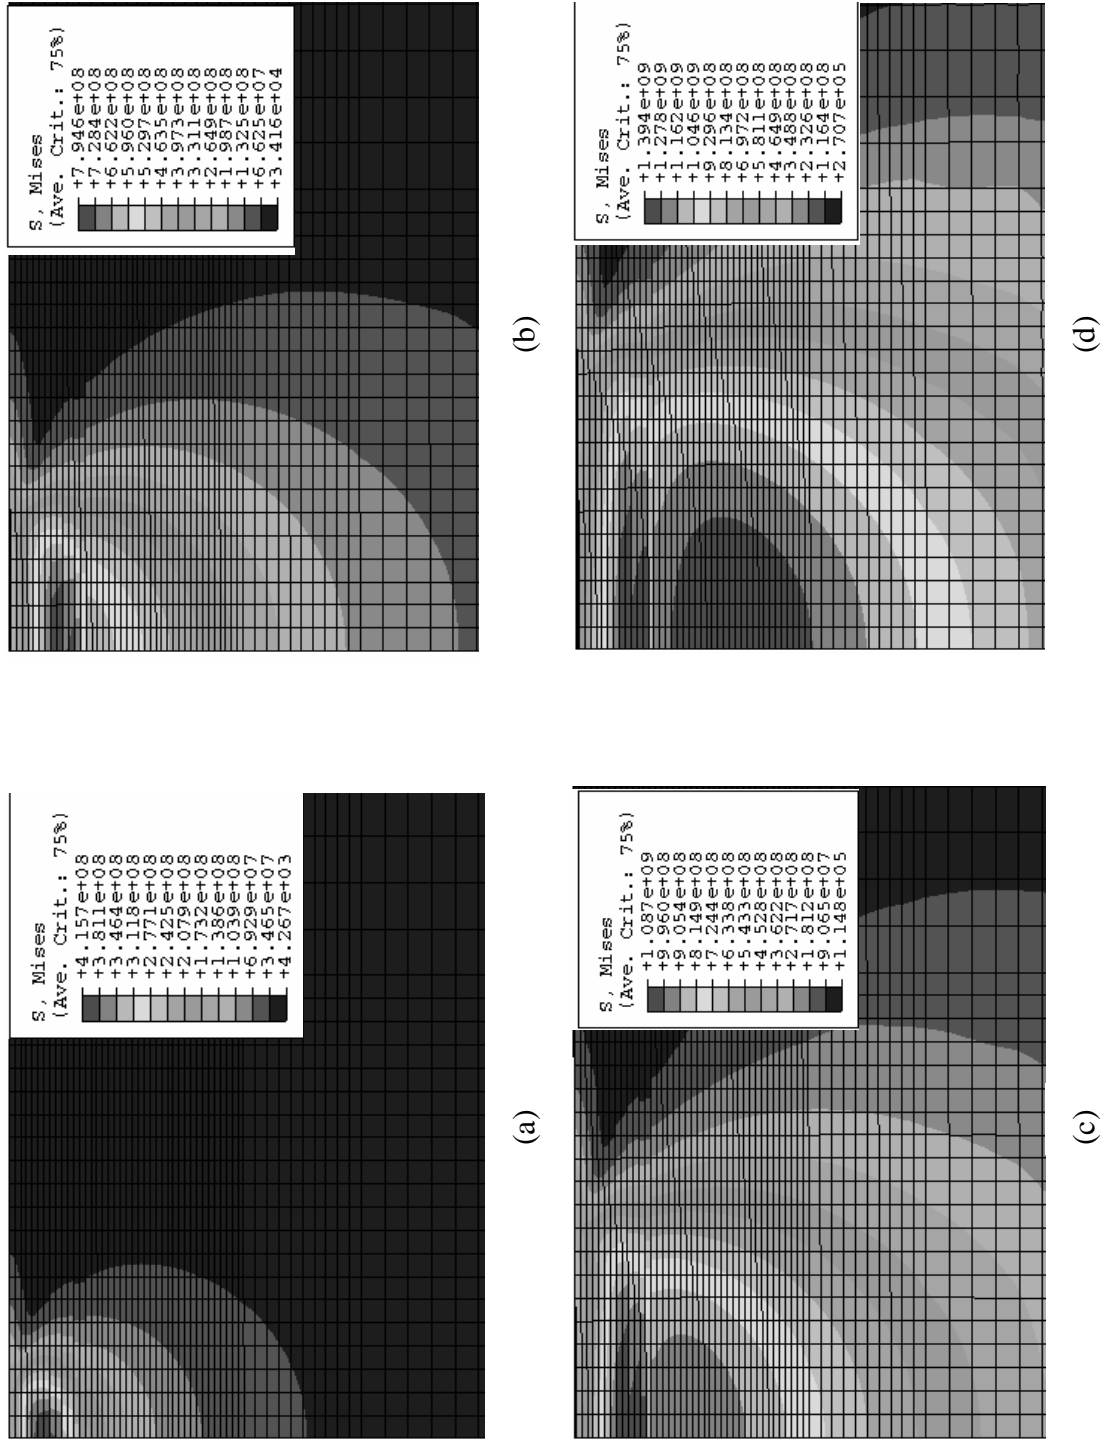 S, Mises
(Ave. Crit.: 75%)
+4.157e+08
+3.811e+08
+3.464e+08
+3.118e+08
+2.771e+08
+2.425e+08
+2.079e+08
+1.732e+08
+1.386e+08
+1.039e+08
+6.929e+07
+3.465e+07
+4.267e+03
(a)
S, Mises
(Ave. Crit.: 75%)
+7.946e+08
+7.284e+08
+6.622e+08
+5.960e+08
+5.297e+08
+4.635e+08
+3.973e+08
+3.311e+08
+2.649e+08
+1.987e+08
+1.325e+08
+6.625e+07
+3.416e+04
(b)
S, Mises
(Ave. Crit.: 75%)
+1.087e+09
+9.960e+08
+9.054e+08
+8.149e+08
+7.244e+08
+6.338e+08
+5.433e+08
+4.528e+08
+3.622e+08
+2.717e+08
+1.812e+08
+9.065e+07
+1.148e+05
(c)
S, Mises
(Ave. Crit.: 75%)
+1.394e+09
+1.278e+09
+1.162e+09
+1.046e+09
+9.296e+08
+8.134e+08
+6.972e+08
+5.811e+08
+4.649e+08
+3.488e+08
+2.326e+08
+1.164e+08
+2.707e+05
(d)